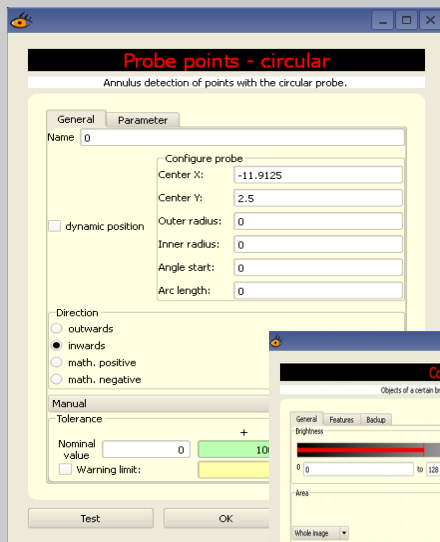 Probe points - circular
Annulus detection of points with the circular probe.
General Parameter
Name 0
Configure probe
Center X: -11.9125
Center Y: 2.5
dynamic position
Outer radius: 0
Inner radius: 0
Angle start: 0
Arc length: 0
Direction
outwards
inwards
math. positive
math. negative
Manual
Tolerance
+
Nominal value 0
Warning limit:
Test OK
Objects of a certain
General Features Backup
Brightness
0 0 to 128
Area
Whole image